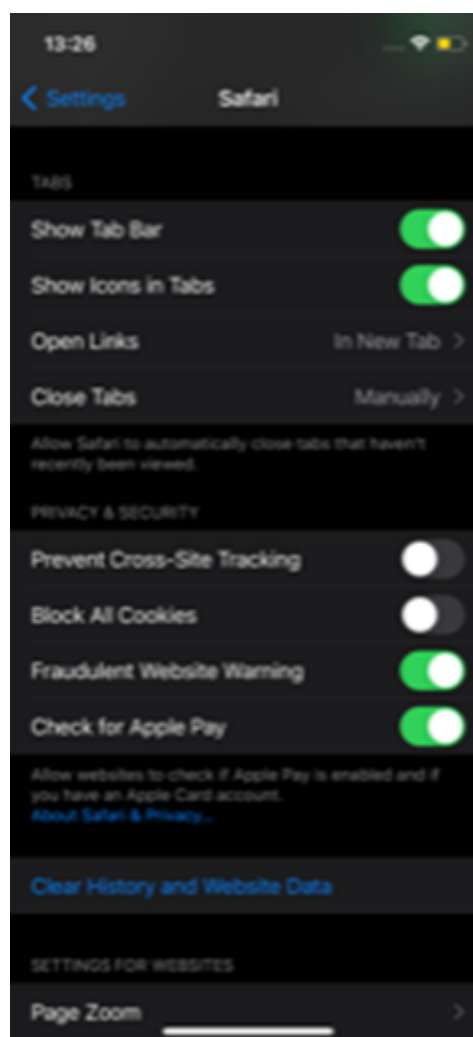 13:26
Settings
Safari
TABS
Show Tab Bar
Show Icons in Tabs
Open Links
In New Tab
Close Tabs
Manually
Allow Safari to automatically close tabs that haven't
recently been viewed.
PRIVACY & SECURITY
Prevent Cross-Site Tracking
Block All Cookies
Fraudulent Website Warning
Check for Apple Pay
Allow websites to check if Apple Pay is enabled and if
you have an Apple Card account.
About Safari & Privacy...
Clear History and Website Data
SETTINGS FOR WEBSITES
Page Zoom